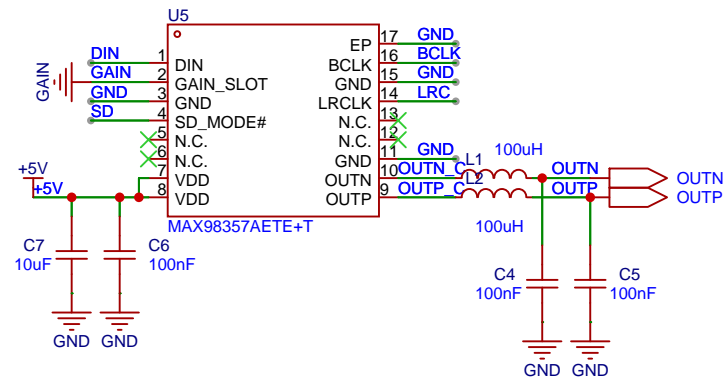 U5
DIN 1 DIN
GAIN GAIN 2 GAIN_SLOT
GND 3 GND
SD 4 SD_MODE#
5 N.C.
6 N.C.
7 VDD
+5V +5V 8 VDD
EP 17 GND
BCLK 16 BCLK
GND 15 GND
LRCLK 14 LRC
N.C. 13
N.C. 12
GND 11 GND
OUTN 10 OUTN_C L1 100uH OUTN OUTN
OUTP 9 OUTP_C L2 100uH OUTP OUTP
MAX98357AETE+T
C7
10uF
GND
C6
100nF
GND
C4
100nF
GND
C5
100nF
GND